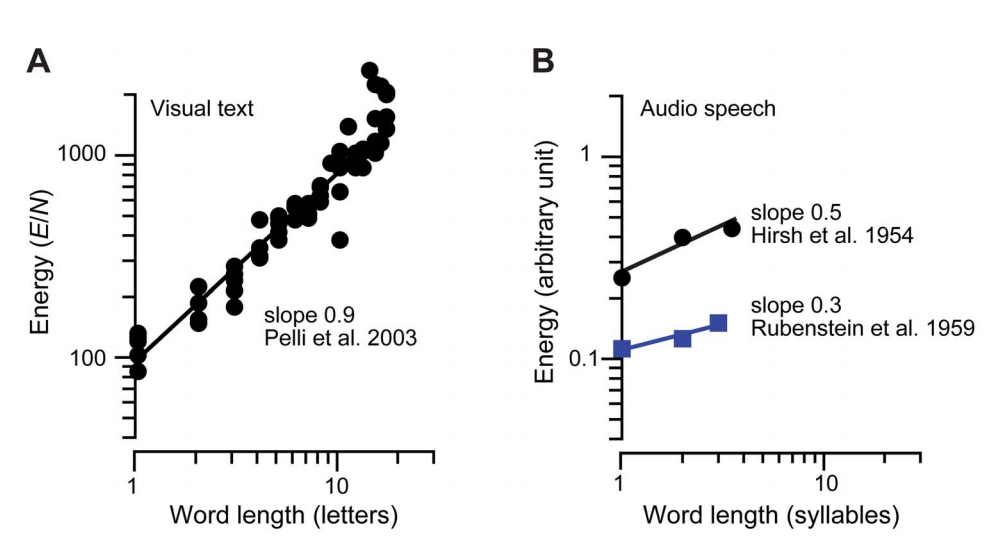 A
Visual text
Energy (E/N)
1000
100
slope 0.9
Pelli et al. 2003
1
10
Word length (letters)
B
Audio speech
Energy (arbitrary unit)
1
0.1
slope 0.5
Hirsh et al. 1954
slope 0.3
Rubenstein et al. 1959
1
10
Word length (syllables)